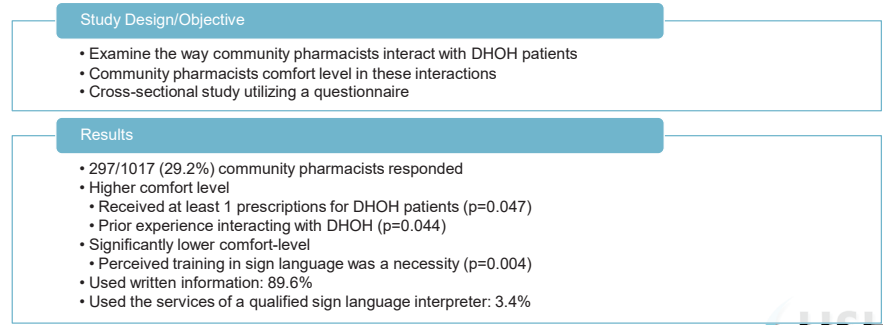 Study Design/Objective
• Examine the way community pharmacists interact with DHOH patients
• Community pharmacists comfort level in these interactions
• Cross-sectional study utilizing a questionnaire
Results
• 297/1017 (29.2%) community pharmacists responded
• Higher comfort level
• Received at least 1 prescriptions for DHOH patients (p=0.047)
• Prior experience interacting with DHOH (p=0.044)
• Significantly lower comfort-level
• Perceived training in sign language was a necessity (p=0.004)
• Used written information: 89.6%
• Used the services of a qualified sign language interpreter: 3.4%